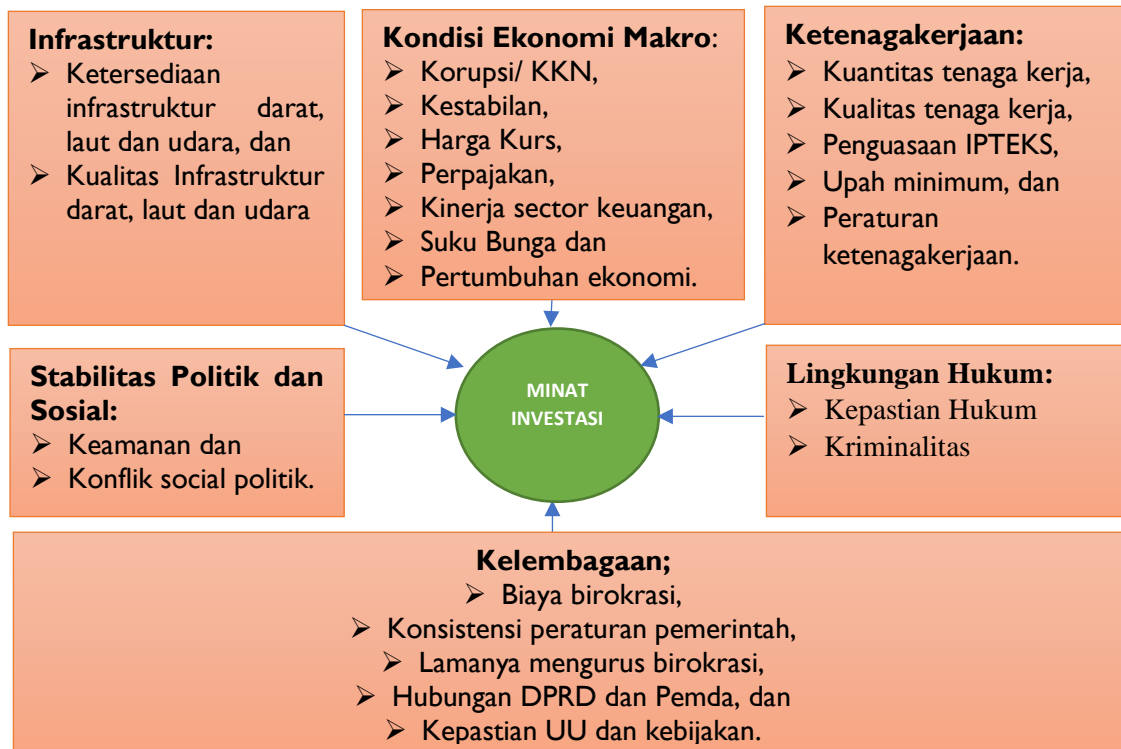 Infrastruktur:
➢ Ketersediaan
infrastruktur darat,
laut dan udara, dan
➢ Kualitas Infrastruktur
darat, laut dan udara
Kondisi Ekonomi Makro:
➢ Korupsi/ KKN,
➢ Kestabilan,
➢ Harga Kurs,
➢ Perpajakan,
➢ Kinerja sector keuangan,
➢ Suku Bunga dan
➢ Pertumbuhan ekonomi.
Ketenagakerjaan:
➢ Kuantitas tenaga kerja,
➢ Kualitas tenaga kerja,
➢ Penguasaan IPTEKS,
➢ Upah minimum, dan
➢ Peraturan
ketenagakerjaan.
Stabilitas Politik dan
Sosial:
➢ Keamanan dan
➢ Konflik social politik.
MINAT
INVESTASI
Lingkungan Hukum:
➢ Kepastian Hukum
➢ Kriminalitas
Kelembagaan;
➢ Biaya birokrasi,
➢ Konsistensi peraturan pemerintah,
➢ Lamanya mengurus birokrasi,
➢ Hubungan DPRD dan Pemda, dan
➢ Kepastian UU dan kebijakan.